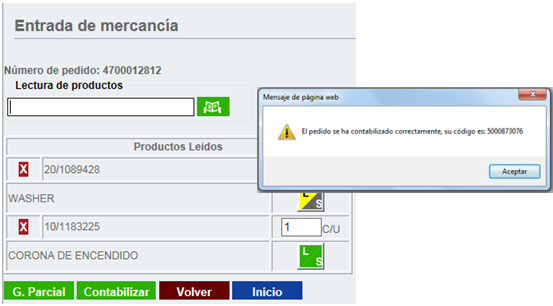 Entrada de mercancía
Número de pedido: 4700012812
Lectura de productos
Mensaje de página web
El pedido se ha contabilizado correctamente, su código es: 5000873076
Aceptar
Productos Leidos
X 20/1089428
WASHER L S
X 10/1183225 1 C/U
CORONA DE ENCENDIDO L S
G. Parcial Contabilizar Volver Inicio